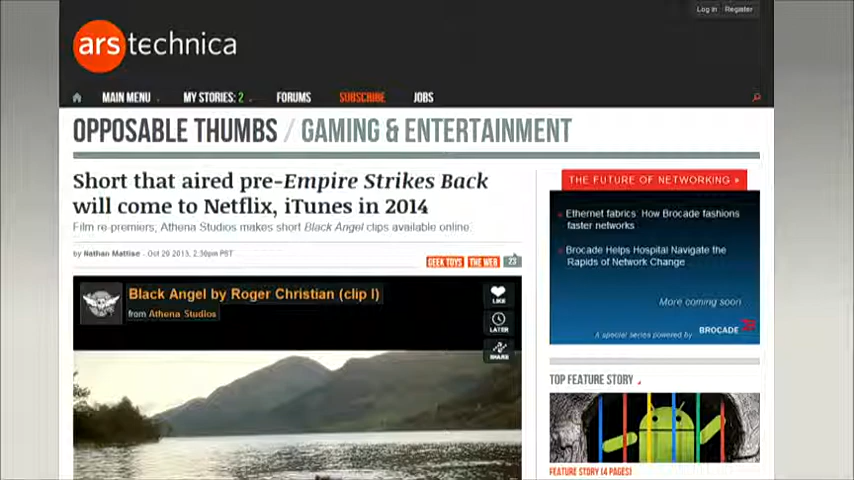 Log in Register
ars technica
MAIN MENU MY STORIES: 2 FORUMS SUBSCRIBE JOBS
OPPOSABLE THUMBS / GAMING & ENTERTAINMENT
Short that aired pre-Empire Strikes Back
will come to Netflix, iTunes in 2014
Film re-premiers; Athena Studios makes short Black Angel clips available online.
by Nathan Mattise - Oct 20 2013, 2:30pm PST
GEEK TOYS THE WEB 23
Black Angel by Roger Christian (clip I)
from Athena Studios
LIKE
LATER
SHARE
THE FUTURE OF NETWORKING »
Ethernet fabrics: How Brocade fashions
faster networks
Brocade Helps Hospital Navigate the
Rapids of Network Change
More coming soon
A special series powered by BROCADE
TOP FEATURE STORY
FEATURE STORY (4 PAGES)